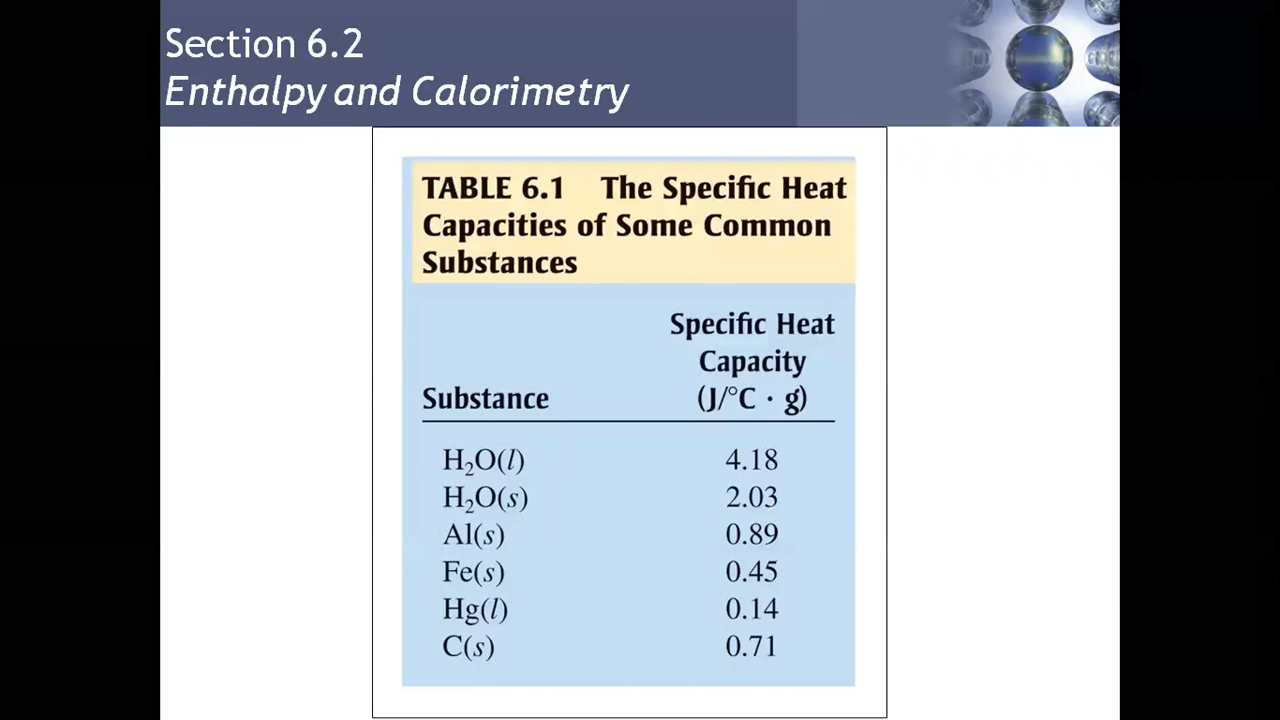 Section 6.2
Enthalpy and Calorimetry
TABLE 6.1 The Specific Heat
Capacities of Some Common
Substances
Specific Heat
Capacity
Substance (J/°C · g)
H₂O(l) 4.18
H₂O(s) 2.03
Al(s) 0.89
Fe(s) 0.45
Hg(l) 0.14
C(s) 0.71